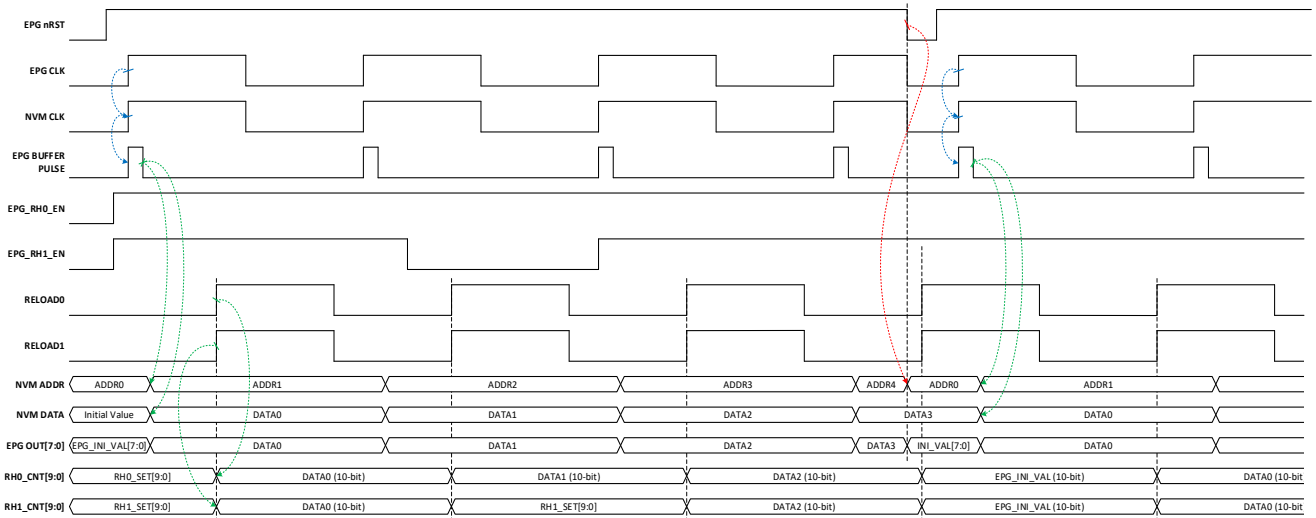 EPG nRST
EPG CLK
NVM CLK
EPG BUFFER
PULSE
EPG_RH0_EN
EPG_RH1_EN
RELOAD0
RELOAD1
NVM ADDR ADDR0 ADDR1 ADDR2 ADDR3 ADDR4 ADDR0 ADDR1
NVM DATA Initial Value DATA0 DATA1 DATA2 DATA3 DATA0
EPG OUT[7:0] EPG_INI_VAL[7:0] DATA0 DATA1 DATA2 DATA3 INI_VAL[7:0] DATA0
RH0_CNT[9:0] RH0_SET[9:0] DATA0 (10-bit) DATA1 (10-bit) DATA2 (10-bit) EPG_INI_VAL (10-bit) DATA0 (10-bit
RH1_CNT[9:0] RH1_SET[9:0] DATA0 (10-bit) RH1_SET[9:0] DATA2 (10-bit) EPG_INI_VAL (10-bit) DATA0 (10-bit